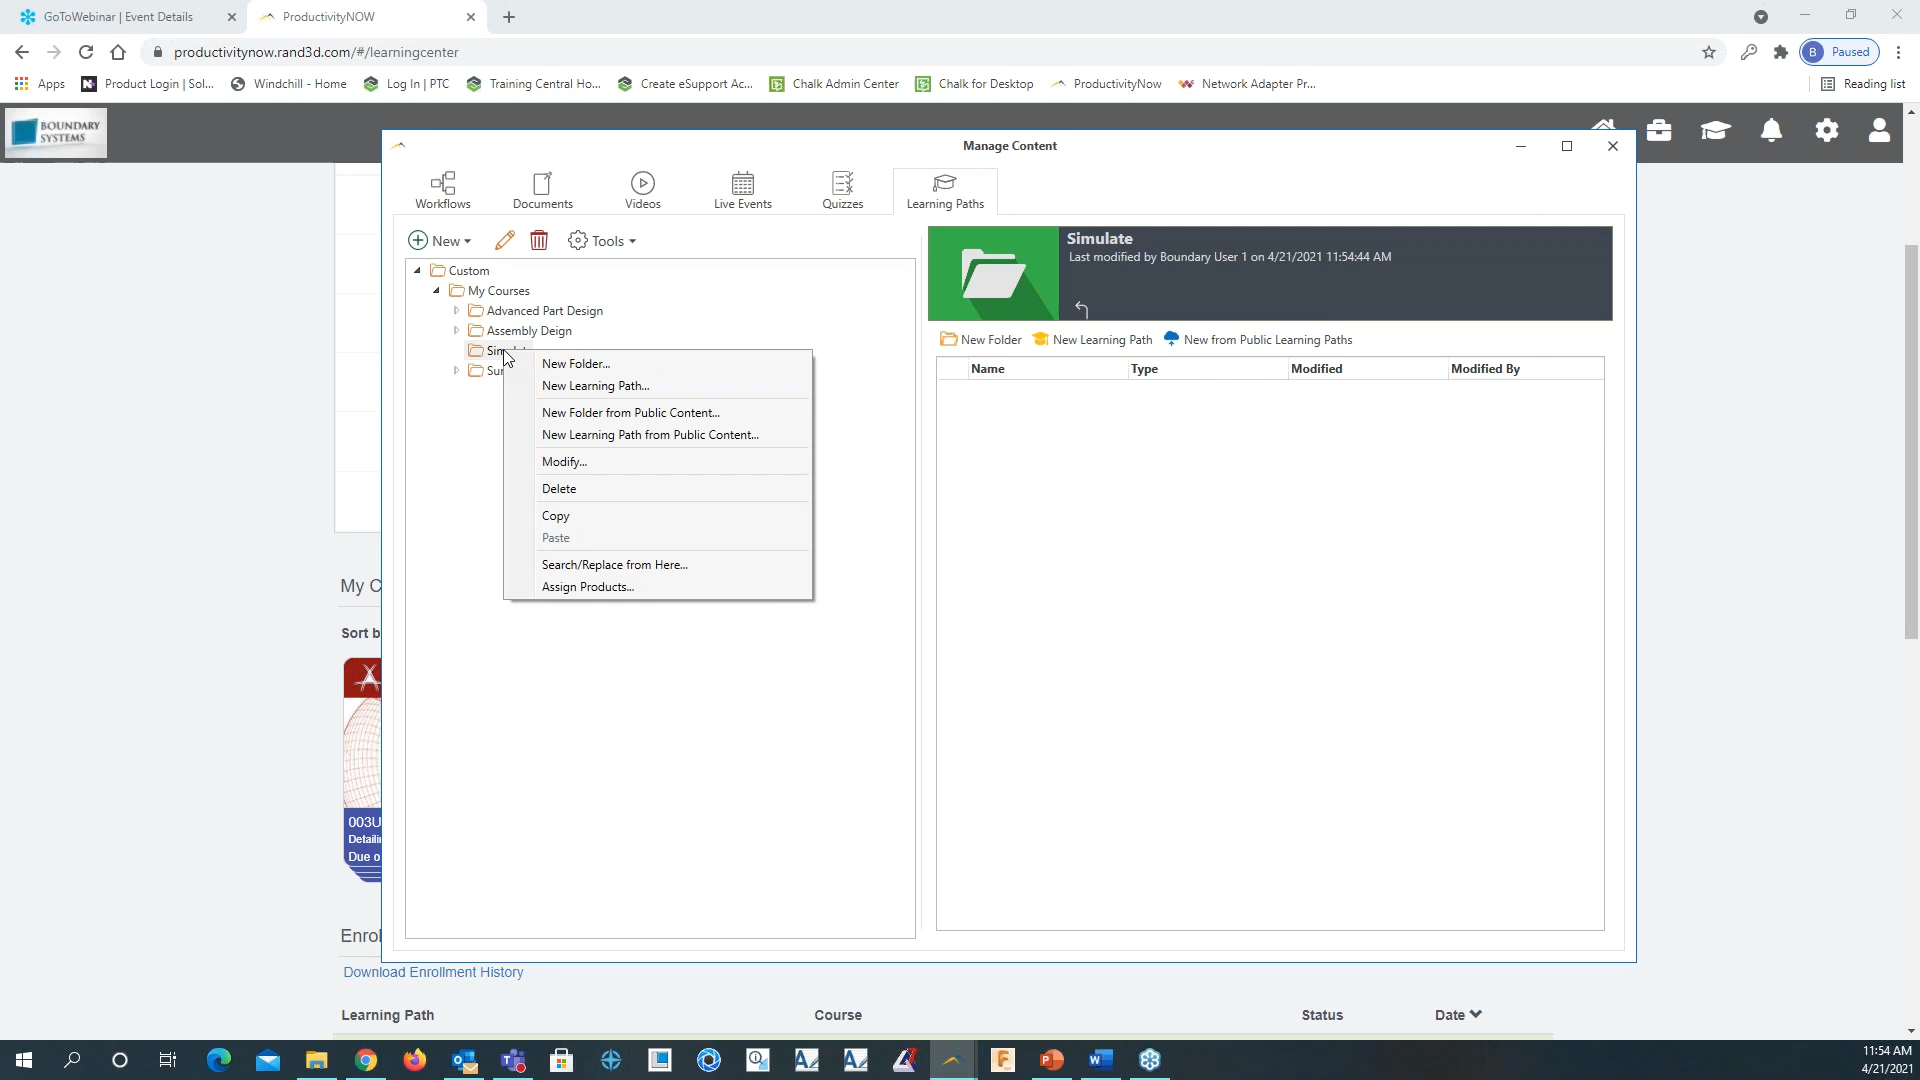 GoToWebinar | Event Details
ProductivityNOW
productivitynow.rand3d.com/#/learningcenter
B Paused
Apps
Product Login | Sol...
Windchill - Home
Log In | PTC
Training Central Ho...
Create eSupport Ac...
Chalk Admin Center
Chalk for Desktop
ProductivityNow
Network Adapter Pr...
Reading list
BOUNDARY
SYSTEMS
Manage Content
Workflows
Documents
Videos
Live Events
Quizzes
Learning Paths
New
Tools
Custom
My Courses
Advanced Part Design
Assembly Deign
New Folder...
New Learning Path...
New Folder from Public Content...
New Learning Path from Public Content...
Modify...
Delete
Copy
Paste
Search/Replace from Here...
Assign Products...
Simulate
Last modified by Boundary User 1 on 4/21/2021 11:54:44 AM
New Folder
New Learning Path
New from Public Learning Paths
Name Type Modified Modified By
My C
Sort b
003U
Detailin
Due o
Enrol
Download Enrollment History
Learning Path Course Status Date
11:54 AM
4/21/2021